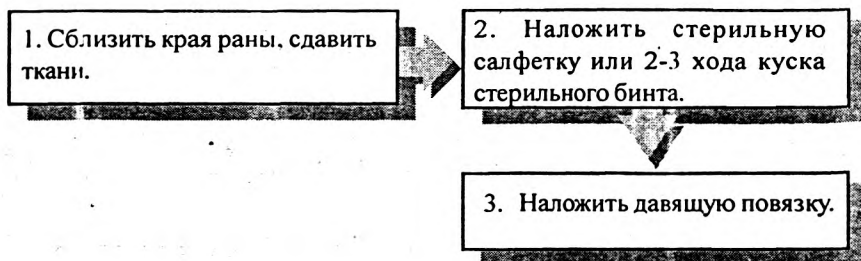 1. Сблизить края раны, сдавить
ткани.
2. Наложить стерильную
салфетку или 2-3 хода куска
стерильного бинта.
3. Наложить давящую повязку.